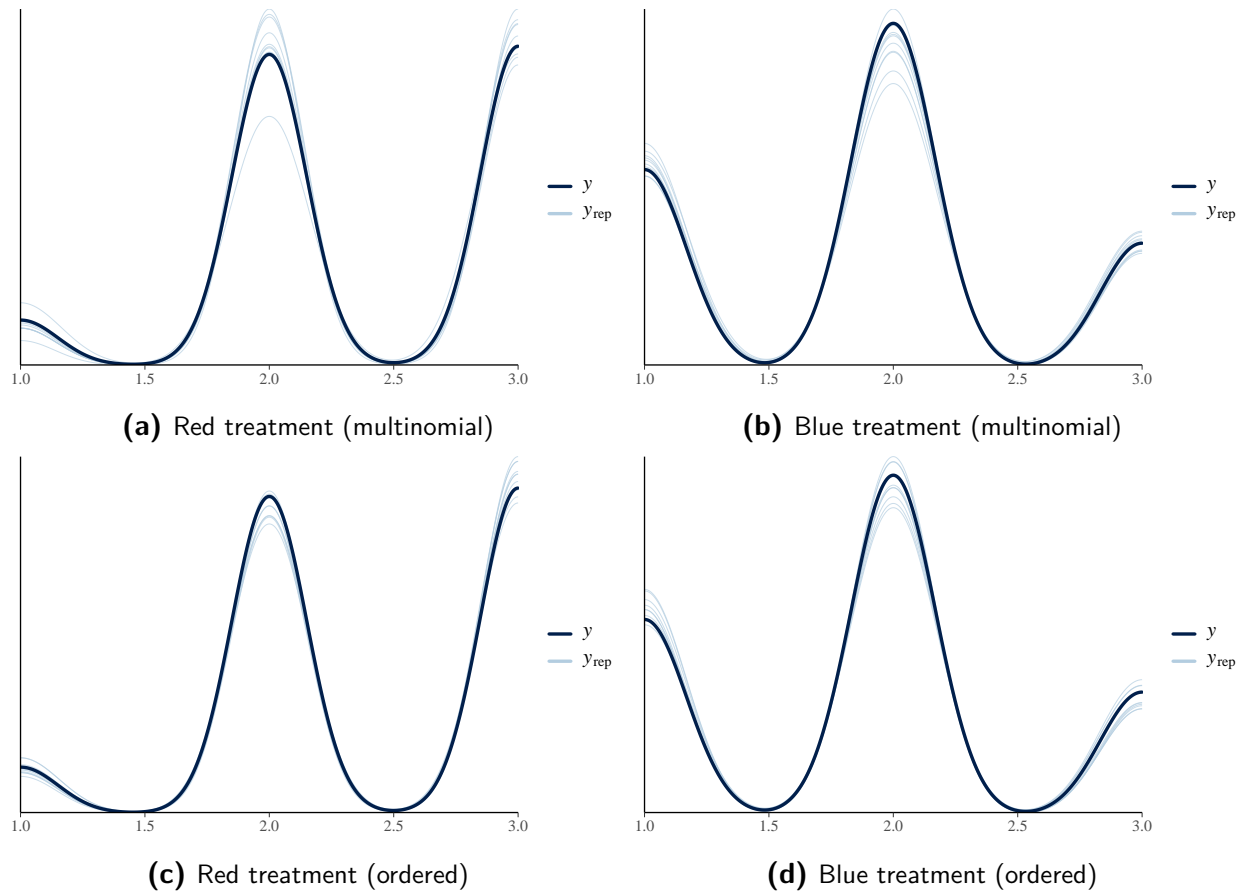 y
y_rep
1.0 1.5 2.0 2.5 3.0
(a) Red treatment (multinomial)
y
y_rep
1.0 1.5 2.0 2.5 3.0
(b) Blue treatment (multinomial)
y
y_rep
1.0 1.5 2.0 2.5 3.0
(c) Red treatment (ordered)
y
y_rep
1.0 1.5 2.0 2.5 3.0
(d) Blue treatment (ordered)